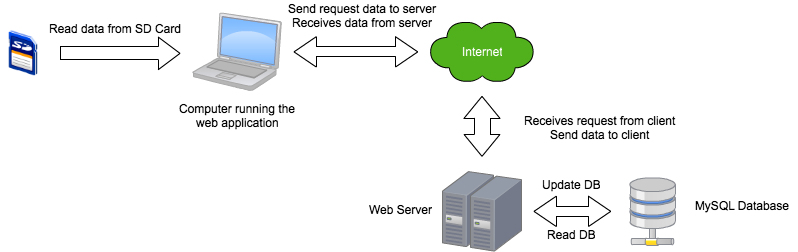 Read data from SD Card
Send request data to server
Receives data from server
Internet
SD
Computer running the
web application
Receives request from client
Send data to client
Web Server
Update DB
Read DB
MySQL Database